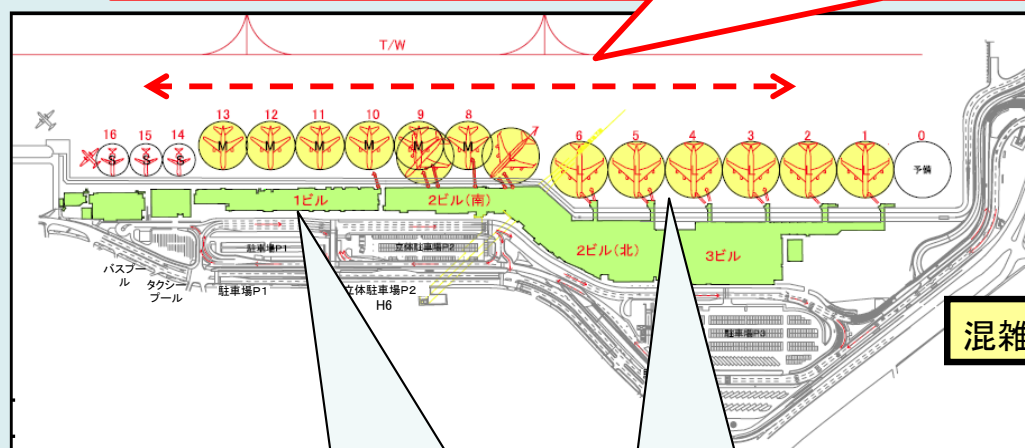 T/W
13
12
11
10
9
8
7
6
5
4
3
2
1
0
16
15
14
S
S
S
M
M
M
M
M
M
予備
1ビル
2ビル(南)
2ビル(北)
3ビル
駐車場P1
立体駐車場P2
バスプール
タクシープール
駐車場P1
立体駐車場P2
H6
駐車場P3
混雑